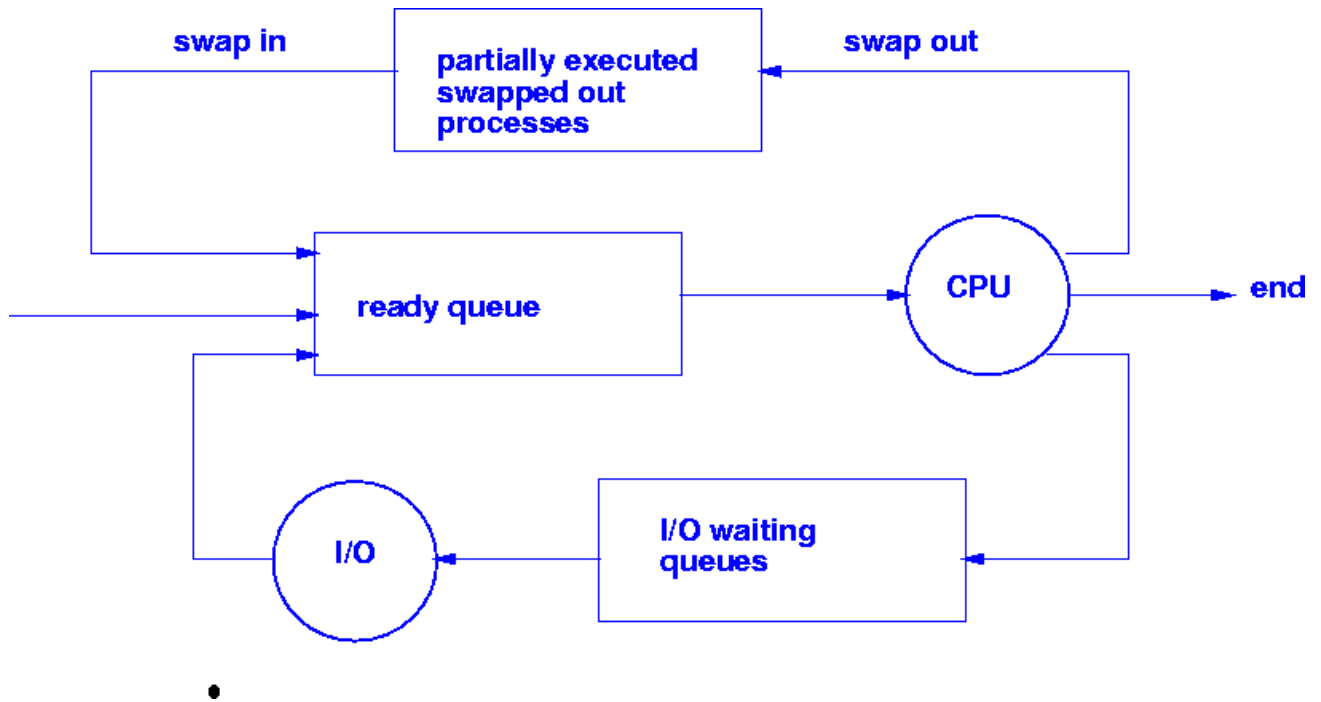 swap in
swap out
partially executed
swapped out
processes
ready queue
CPU
end
I/O
I/O waiting
queues